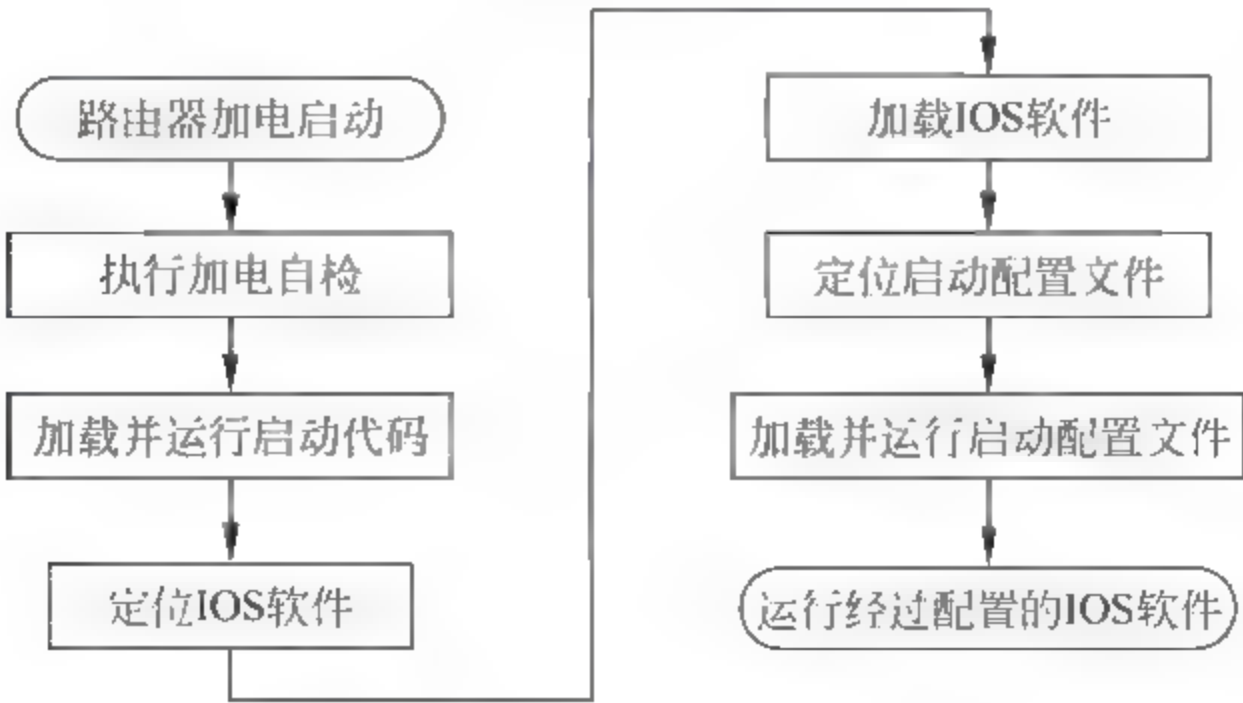 路由器加电启动
执行加电自检
加载并运行启动代码
定位IOS软件
加载IOS软件
定位启动配置文件
加载并运行启动配置文件
运行经过配置的IOS软件